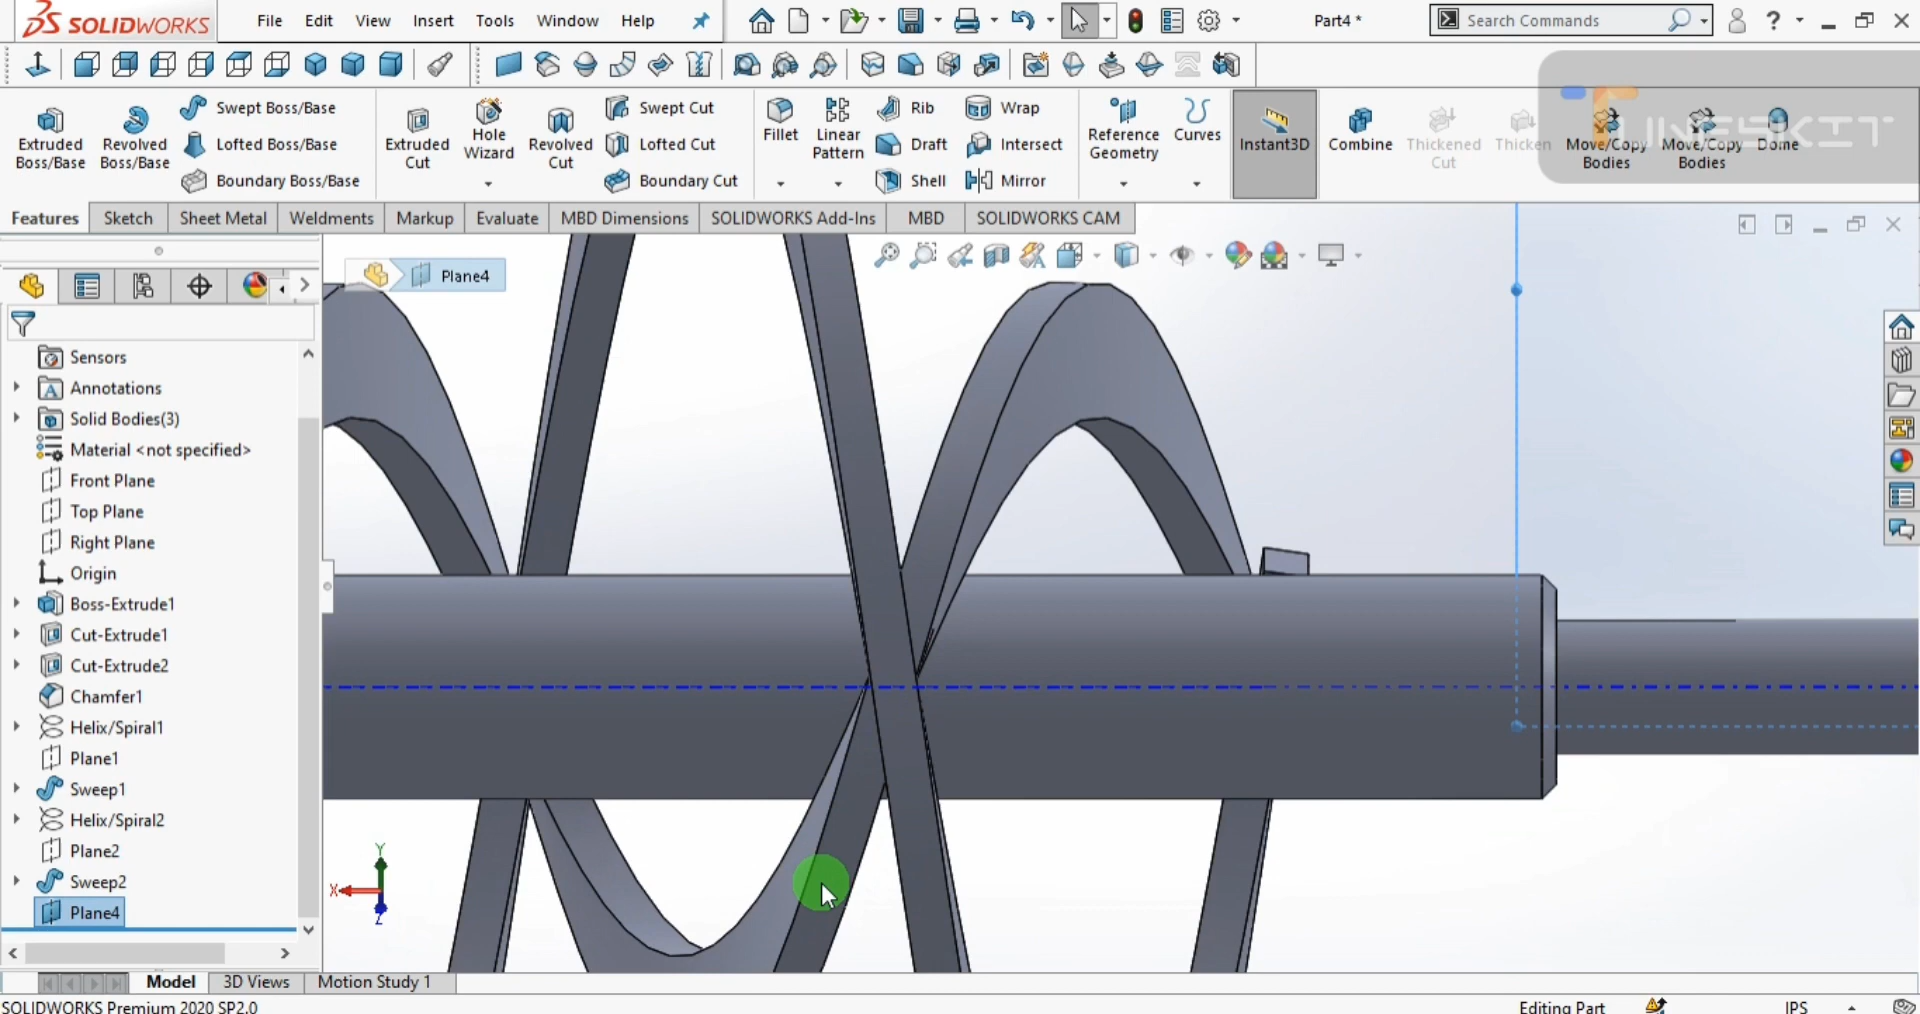 SOLIDWORKS File Edit View Insert Tools Window Help Part4 * Search Commands ?
Extruded Boss/Base
Revolved Boss/Base
Swept Boss/Base
Lofted Boss/Base
Boundary Boss/Base
Extruded Cut
Hole Wizard
Revolved Cut
Swept Cut
Lofted Cut
Boundary Cut
Fillet
Linear Pattern
Rib
Draft
Shell
Wrap
Intersect
Mirror
Reference Geometry
Curves
Instant3D
Combine
Thickened Cut
Thicken
Move/Copy Bodies
Move/Copy Bodies
Dome
TUNESKIT
Features Sketch Sheet Metal Weldments Markup Evaluate MBD Dimensions SOLIDWORKS Add-Ins MBD SOLIDWORKS CAM
Plane4
Sensors
Annotations
Solid Bodies(3)
Material <not specified>
Front Plane
Top Plane
Right Plane
Origin
Boss-Extrude1
Cut-Extrude1
Cut-Extrude2
Chamfer1
Helix/Spiral1
Plane1
Sweep1
Helix/Spiral2
Plane2
Sweep2
Plane4
Y
X
Z
Model 3D Views Motion Study 1
SOLIDWORKS Premium 2020 SP2.0 Editing Part IPS